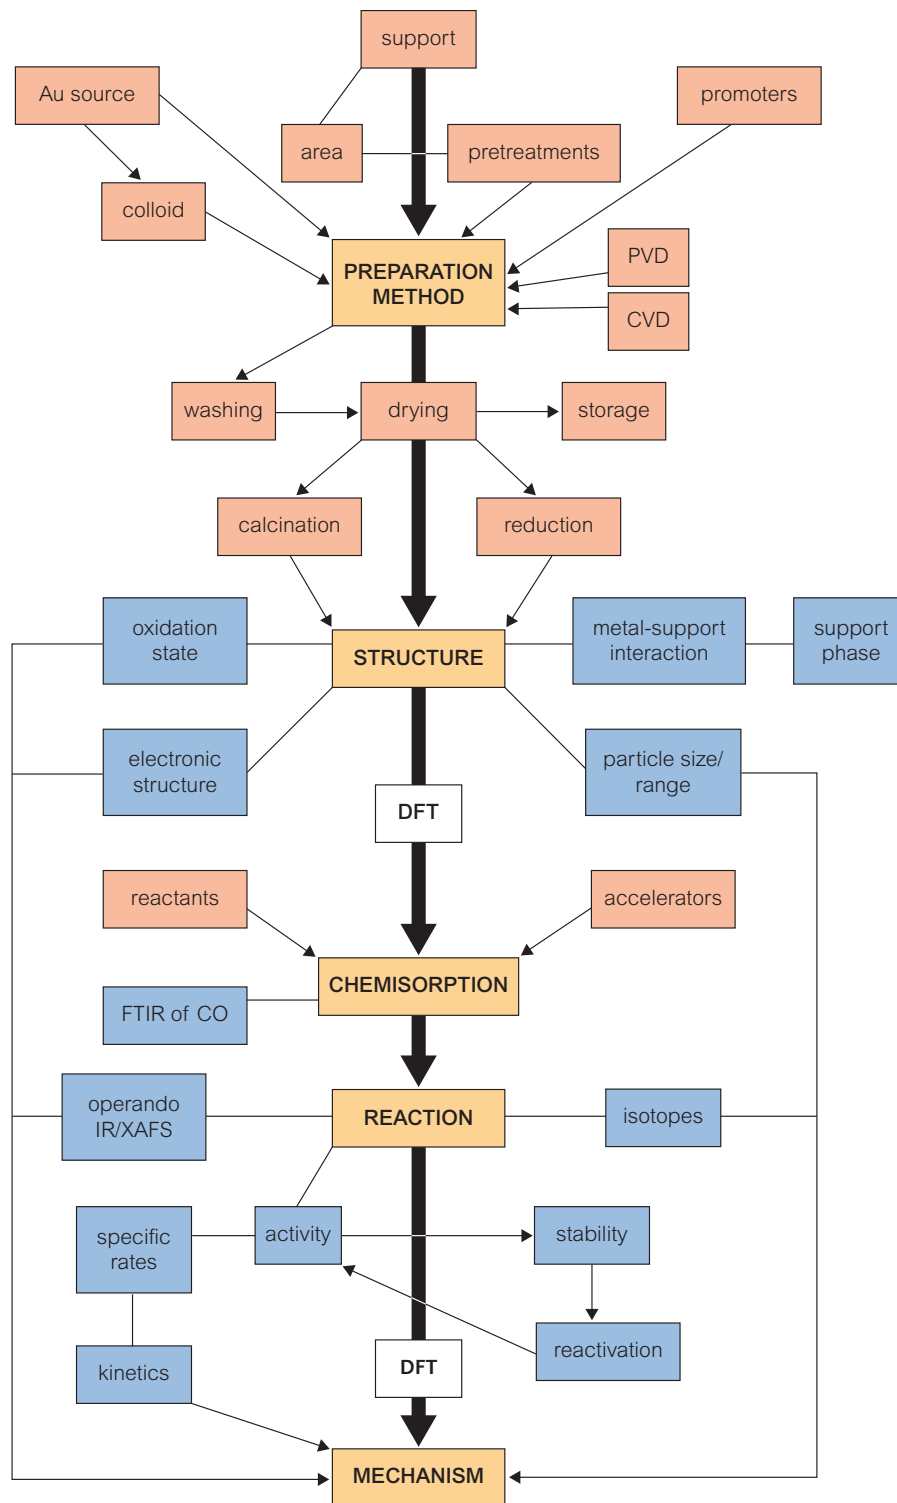 support
Au source
promoters
area
pretreatments
colloid
PREPARATION
METHOD
PVD
CVD
washing
drying
storage
calcination
reduction
oxidation
state
STRUCTURE
metal-support
interaction
support
phase
electronic
structure
particle size/
range
DFT
reactants
accelerators
CHEMISORPTION
FTIR of CO
operando
IR/XAFS
REACTION
isotopes
specific
rates
activity
stability
reactivation
kinetics
DFT
MECHANISM